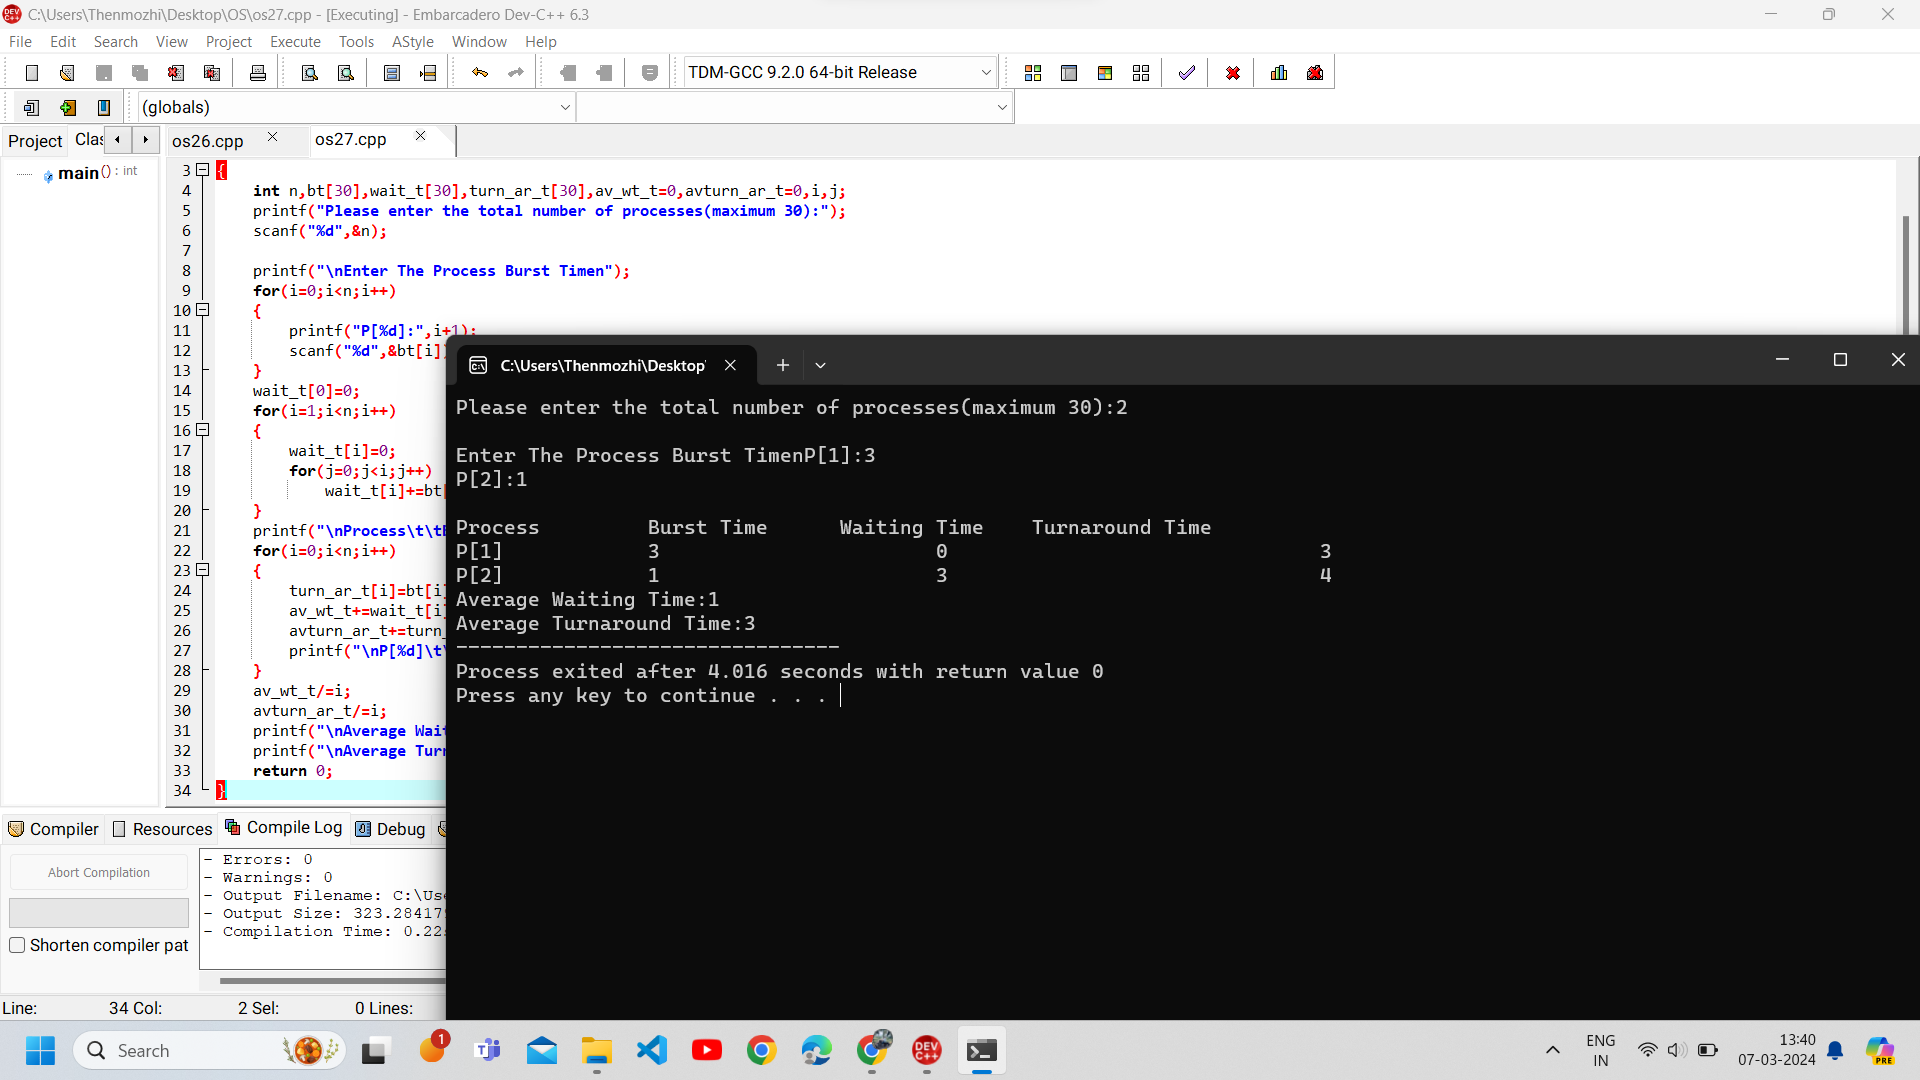 C:\Users\Thenmozhi\Desktop\OS\os27.cpp - [Executing] - Embarcadero Dev-C++ 6.3
File Edit Search View Project Execute Tools AStyle Window Help
TDM-GCC 9.2.0 64-bit Release
(globals)
Project Clas os26.cpp os27.cpp
main() : int
3 {
4 int n,bt[30],wait_t[30],turn_ar_t[30],av_wt_t=0,avturn_ar_t=0,i,j;
5 printf("Please enter the total number of processes(maximum 30):");
6 scanf("%d",&n);
7
8 printf("\nEnter The Process Burst Timen");
9 for(i=0;i<n;i++)
10 {
11 printf("P[%d]:",i+1);
12 scanf("%d",&bt[i])
13 }
14 wait_t[0]=0;
15 for(i=1;i<n;i++)
16 {
17 wait_t[i]=0;
18 for(j=0;j<i;j++)
19 wait_t[i]+=bt[
20 }
21 printf("\nProcess\t\tB
22 for(i=0;i<n;i++)
23 {
24 turn_ar_t[i]=bt[i]
25 av_wt_t+=wait_t[i]
26 avturn_ar_t+=turn_
27 printf("\nP[%d]\t\
28 }
29 av_wt_t/=i;
30 avturn_ar_t/=i;
31 printf("\nAverage Wait
32 printf("\nAverage Turn
33 return 0;
34 }
C:\Users\Thenmozhi\Desktop\
Please enter the total number of processes(maximum 30):2
Enter The Process Burst TimenP[1]:3
P[2]:1
Process Burst Time Waiting Time Turnaround Time
P[1] 3 0 3
P[2] 1 3 4
Average Waiting Time:1
Average Turnaround Time:3
--------------------------------
Process exited after 4.016 seconds with return value 0
Press any key to continue . . .
Compiler Resources Compile Log Debug
Abort Compilation
Shorten compiler pat
- Errors: 0
- Warnings: 0
- Output Filename: C:\Use
- Output Size: 323.284179
- Compilation Time: 0.22s
Line: 34 Col: 2 Sel: 0 Lines:
Search
1
DEV C++
ENG
IN
13:40
07-03-2024
PRE